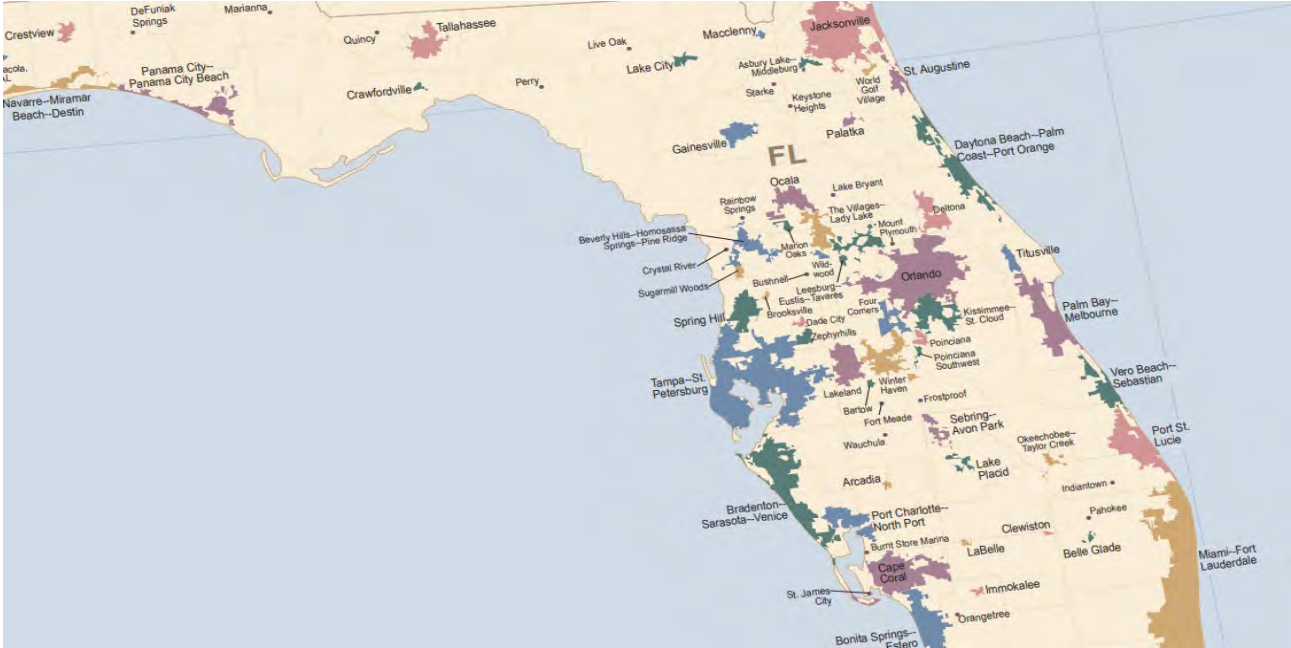 DeFuniak
Springs
Marianna
Crestview
Quincy
Tallahassee
Live Oak
Macclenny
Jacksonville
acola,
AL
Panama City--
Panama City Beach
Navarre--Miramar
Beach--Destin
Crawfordville
Perry
Lake City
Asbury Lake--
Middleburg
Starke
Keystone
Heights
World
Golf
Village
St. Augustine
Palatka
Gainesville
FL
Daytona Beach--Palm
Coast--Port Orange
Ocala
Lake Bryant
Rainbow
Springs
The Villages--
Lady Lake
Deltona
Mount
Plymouth
Beverly Hills--Homosassa
Springs--Pine Ridge
Marion
Oaks
Titusville
Crystal River
Wild-
wood
Bushnell
Orlando
Sugarmill Woods
Leesburg--
Eustis--Tavares
Four
Corners
Brooksville
Spring Hill
Dade City
Kissimmee--
St. Cloud
Palm Bay--
Melbourne
Zephyrhills
Poinciana
Poinciana
Southwest
Tampa--St.
Petersburg
Lakeland
Winter
Haven
Vero Beach--
Sebastian
Bartow
Frostproof
Fort Meade
Sebring--
Avon Park
Wauchula
Okeechobee--
Taylor Creek
Port St.
Lucie
Lake
Placid
Arcadia
Indiantown
Bradenton--
Sarasota--Venice
Port Charlotte--
North Port
Pahokee
Clewiston
Burnt Store Marina
LaBelle
Belle Glade
Miami--Fort
Lauderdale
Cape
Coral
St. James
City
Immokalee
Orangetree
Bonita Springs--
Estero